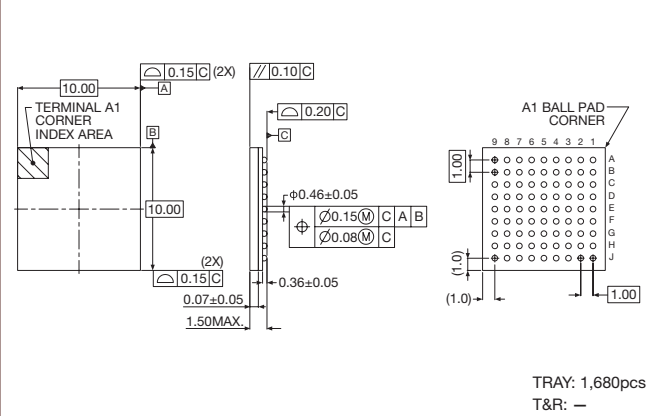 ⌓ 0.15 C (2X)
10.00
A
TERMINAL A1
CORNER
INDEX AREA
B
10.00
(2X)
⌓ 0.15 C
// 0.10 C
⌓ 0.20 C
C
ϕ0.46±0.05
⌖ ∅0.15 Ⓜ C A B
∅0.08 Ⓜ C
0.36±0.05
0.07±0.05
1.50MAX.
A1 BALL PAD
CORNER
9 8 7 6 5 4 3 2 1
A
B
C
D
E
F
G
H
J
1.00
(1.0)
(1.0)
1.00
TRAY: 1,680pcs
T&R: —